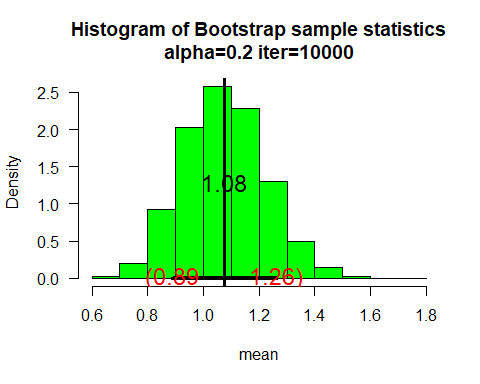 Histogram of Bootstrap sample statistics
alpha=0.2 iter=10000
Density
2.5
2.0
1.5
1.0
0.5
0.0
1.08
(0.89 1.26)
0.6 0.8 1.0 1.2 1.4 1.6 1.8
mean